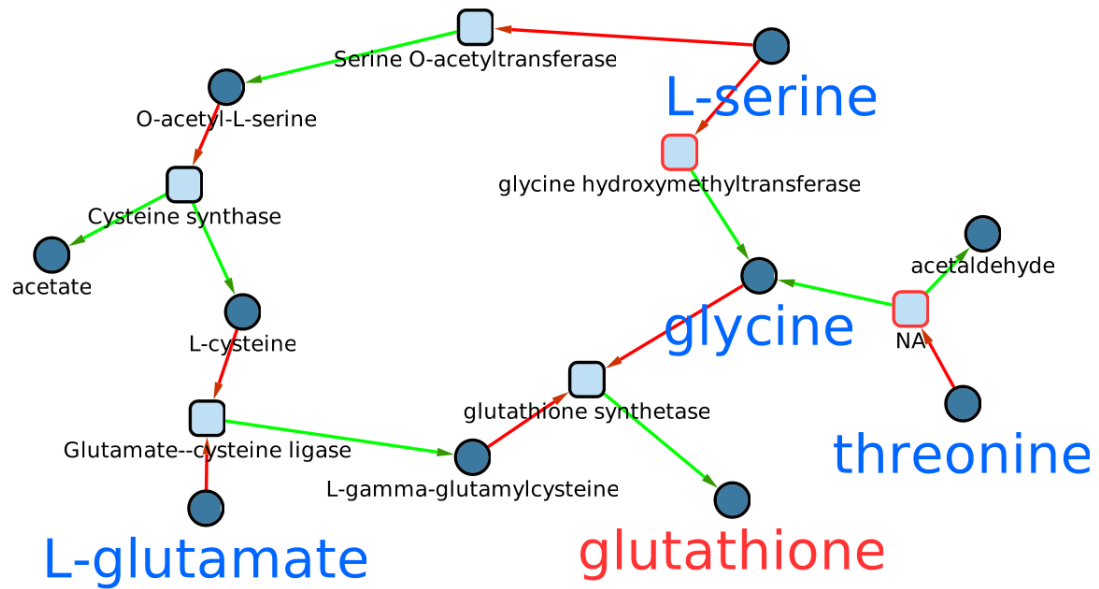 Serine O-acetyltransferase
L-serine
O-acetyl-L-serine
glycine hydroxymethyltransferase
Cysteine synthase
acetaldehyde
acetate
glycine
L-cysteine
NA
glutathione synthetase
Glutamate--cysteine ligase
threonine
L-gamma-glutamylcysteine
L-glutamate
glutathione